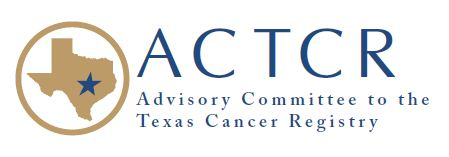 ACTCR
Advisory Committee to the
Texas Cancer Registry